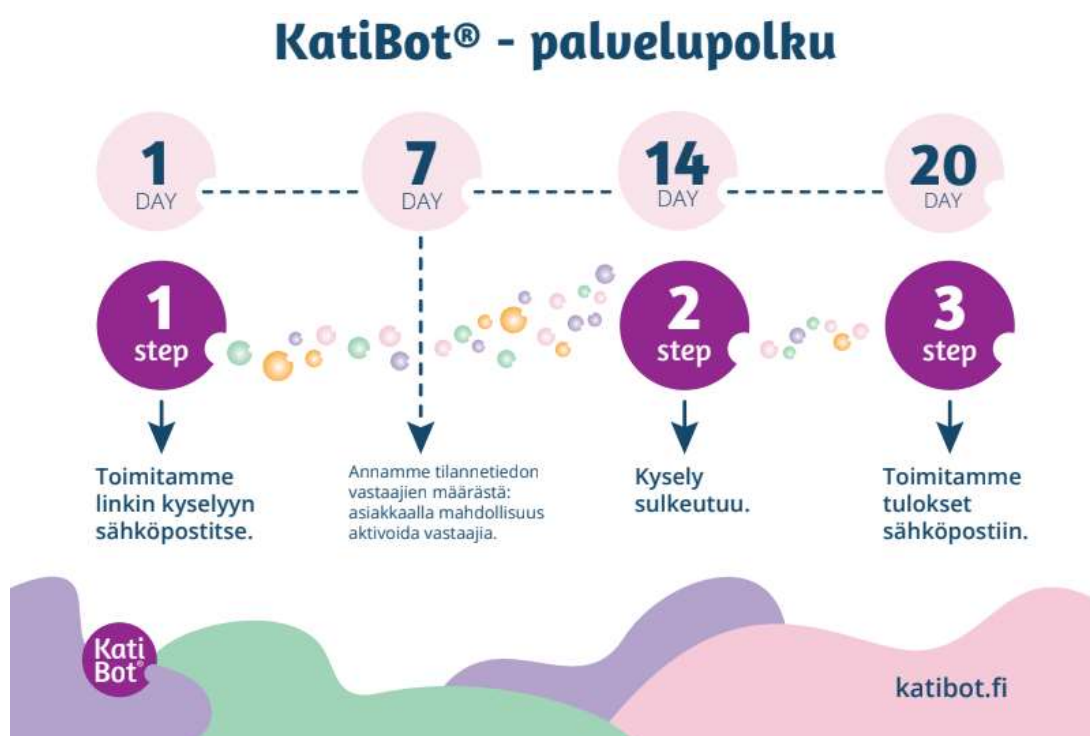 KatiBot® - palvelupolku
1
DAY
7
DAY
14
DAY
20
DAY
1
step
2
step
3
step
Toimitamme
linkin kyselyyn
sähköpostitse.
Annamme tilannetiedon
vastaajien määrästä:
asiakkaalla mahdollisuus
aktivoida vastaajia.
Kysely
sulkeutuu.
Toimitamme
tulokset
sähköpostiin.
Kati
Bot®
katibot.fi